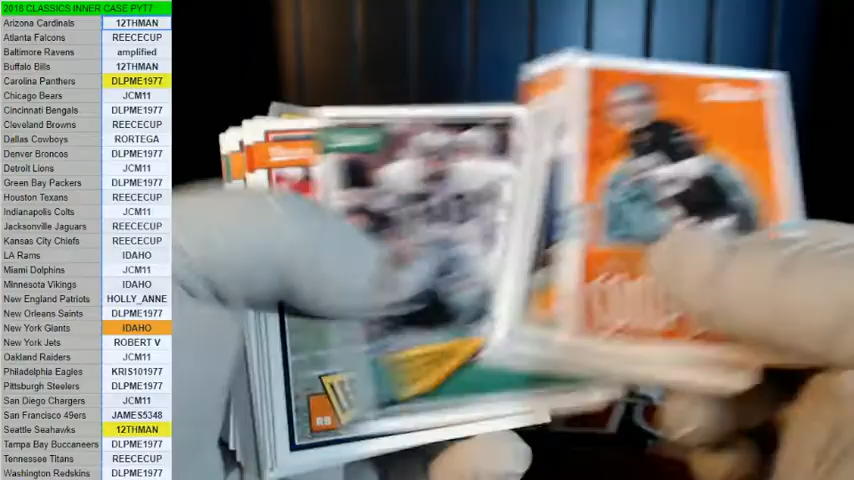 2018 CLASSICS INNER CASE PYT7
Arizona Cardinals 12THMAN
Atlanta Falcons REECECUP
Baltimore Ravens amplified
Buffalo Bills 12THMAN
Carolina Panthers DLPME1977
Chicago Bears JCM11
Cincinnati Bengals DLPME1977
Cleveland Browns REECECUP
Dallas Cowboys RORTEGA
Denver Broncos DLPME1977
Detroit Lions JCM11
Green Bay Packers DLPME1977
Houston Texans REECECUP
Indianapolis Colts JCM11
Jacksonville Jaguars REECECUP
Kansas City Chiefs REECECUP
LA Rams IDAHO
Miami Dolphins JCM11
Minnesota Vikings IDAHO
New England Patriots HOLLY_ANNE
New Orleans Saints DLPME1977
New York Giants IDAHO
New York Jets ROBERT V
Oakland Raiders JCM11
Philadelphia Eagles KRIS101977
Pittsburgh Steelers DLPME1977
San Diego Chargers JCM11
San Francisco 49ers JAMES5348
Seattle Seahawks 12THMAN
Tampa Bay Buccaneers DLPME1977
Tennessee Titans REECECUP
Washington Redskins DLPME1977
RB